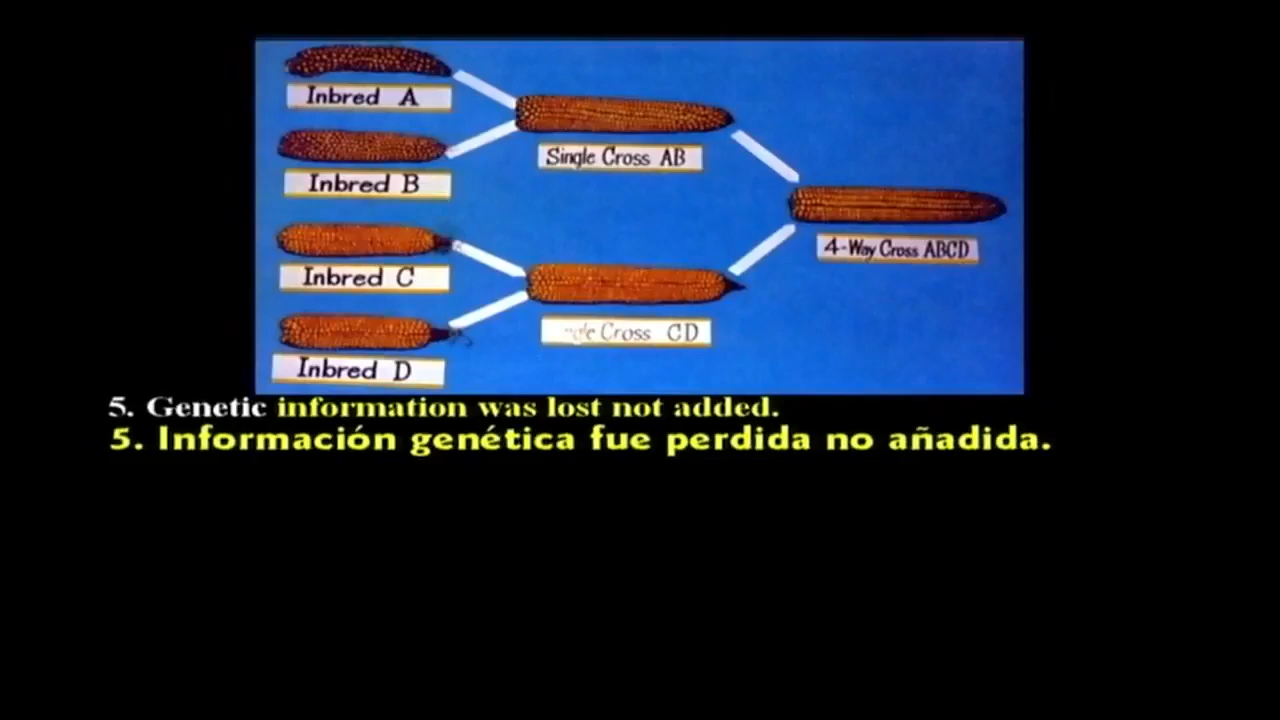 Inbred A
Inbred B
Single Cross AB
4-Way Cross ABCD
Inbred C
Cross CD
Inbred D
5. Genetic information was lost not added.
5. Información genética fue perdida no añadida.